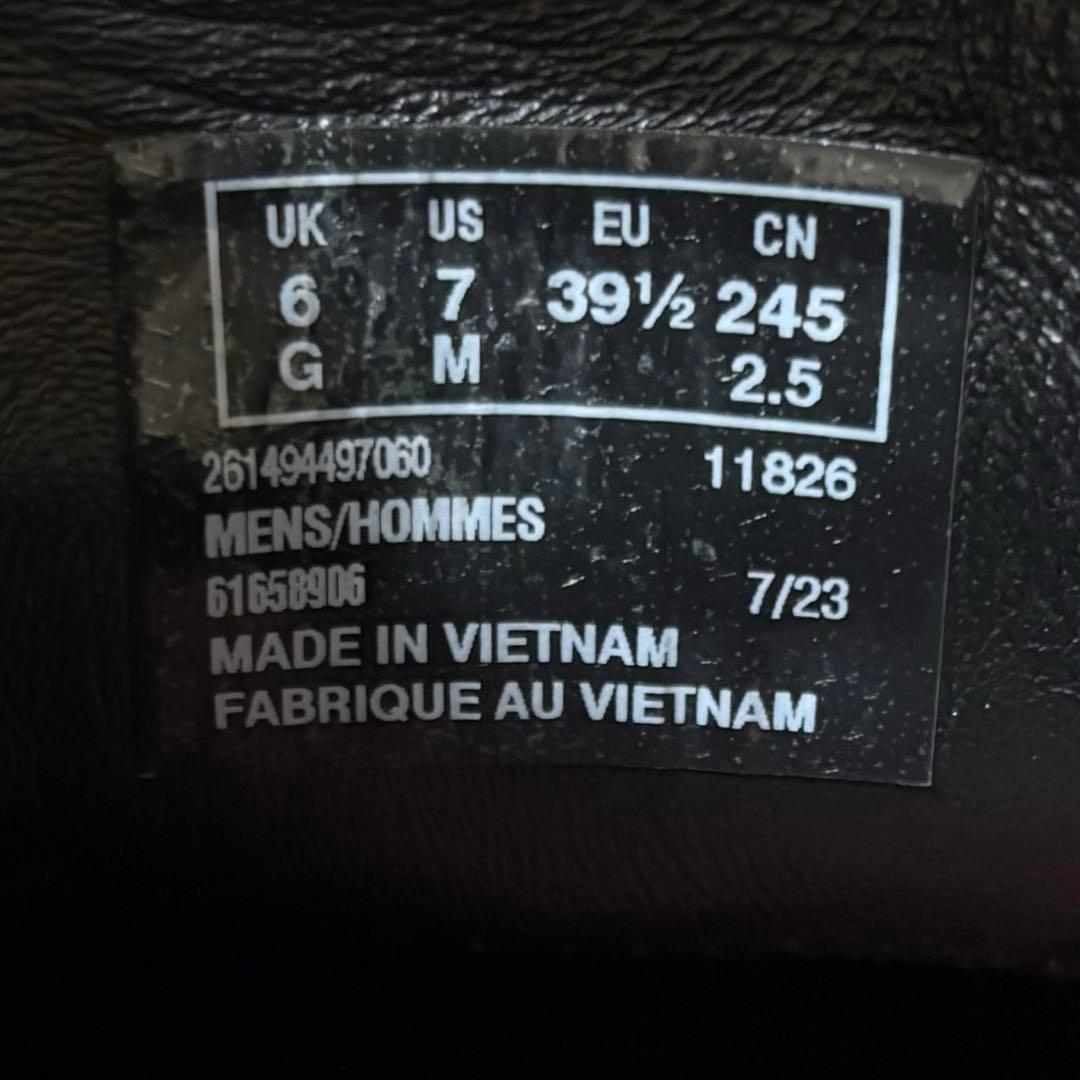 UK US EU CN
6 7 39½ 245
G M 2.5
261494497060 11826
MENS/HOMMES
61658906 7/23
MADE IN VIETNAM
FABRIQUE AU VIETNAM